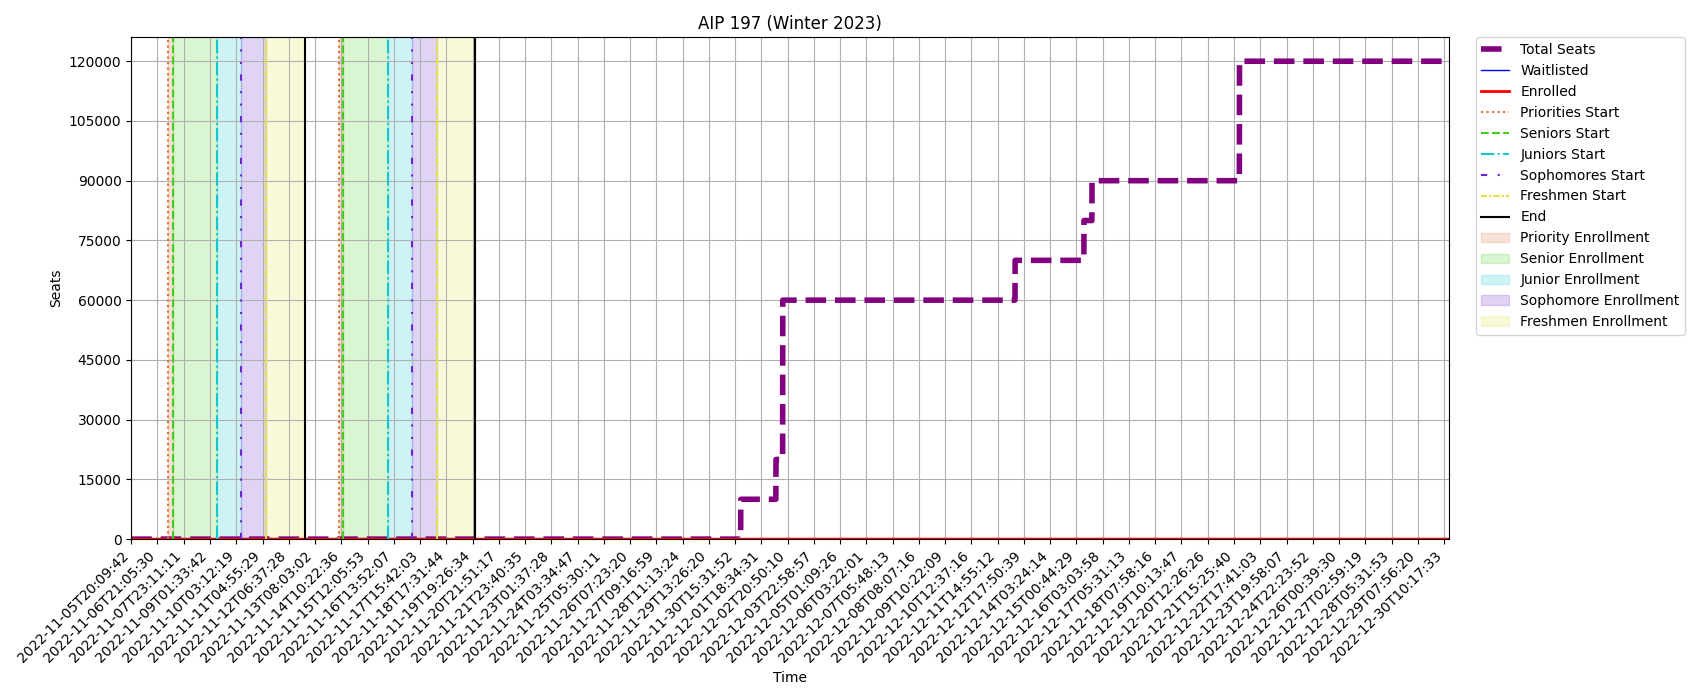 AIP 197 (Winter 2023)
120000
105000
90000
75000
60000
45000
30000
15000
0
Seats
2022-11-05T20:09:42
2022-11-06T21:05:30
2022-11-07T23:11:11
2022-11-09T01:33:42
2022-11-10T03:12:19
2022-11-11T04:55:29
2022-11-12T06:37:28
2022-11-13T08:03:02
2022-11-14T10:22:36
2022-11-15T12:05:53
2022-11-16T13:52:07
2022-11-17T15:42:03
2022-11-18T17:31:44
2022-11-19T19:26:34
2022-11-20T21:51:17
2022-11-21T23:40:35
2022-11-23T01:37:28
2022-11-24T03:34:47
2022-11-25T05:30:11
2022-11-26T07:23:20
2022-11-27T09:16:59
2022-11-28T11:13:24
2022-11-29T13:26:20
2022-11-30T15:31:52
2022-12-01T18:34:31
2022-12-02T20:50:10
2022-12-03T22:58:57
2022-12-05T01:09:26
2022-12-06T03:22:01
2022-12-07T05:48:13
2022-12-08T08:07:16
2022-12-09T10:22:09
2022-12-10T12:37:16
2022-12-11T14:55:12
2022-12-12T17:50:39
2022-12-14T03:24:14
2022-12-15T00:44:29
2022-12-16T03:03:58
2022-12-17T05:31:13
2022-12-18T07:58:16
2022-12-19T10:13:47
2022-12-20T12:26:26
2022-12-21T15:25:40
2022-12-22T17:41:03
2022-12-23T19:58:07
2022-12-24T22:23:52
2022-12-26T00:39:30
2022-12-27T02:59:19
2022-12-28T05:31:53
2022-12-29T07:56:20
2022-12-30T10:17:33
Time
Total Seats
Waitlisted
Enrolled
Priorities Start
Seniors Start
Juniors Start
Sophomores Start
Freshmen Start
End
Priority Enrollment
Senior Enrollment
Junior Enrollment
Sophomore Enrollment
Freshmen Enrollment